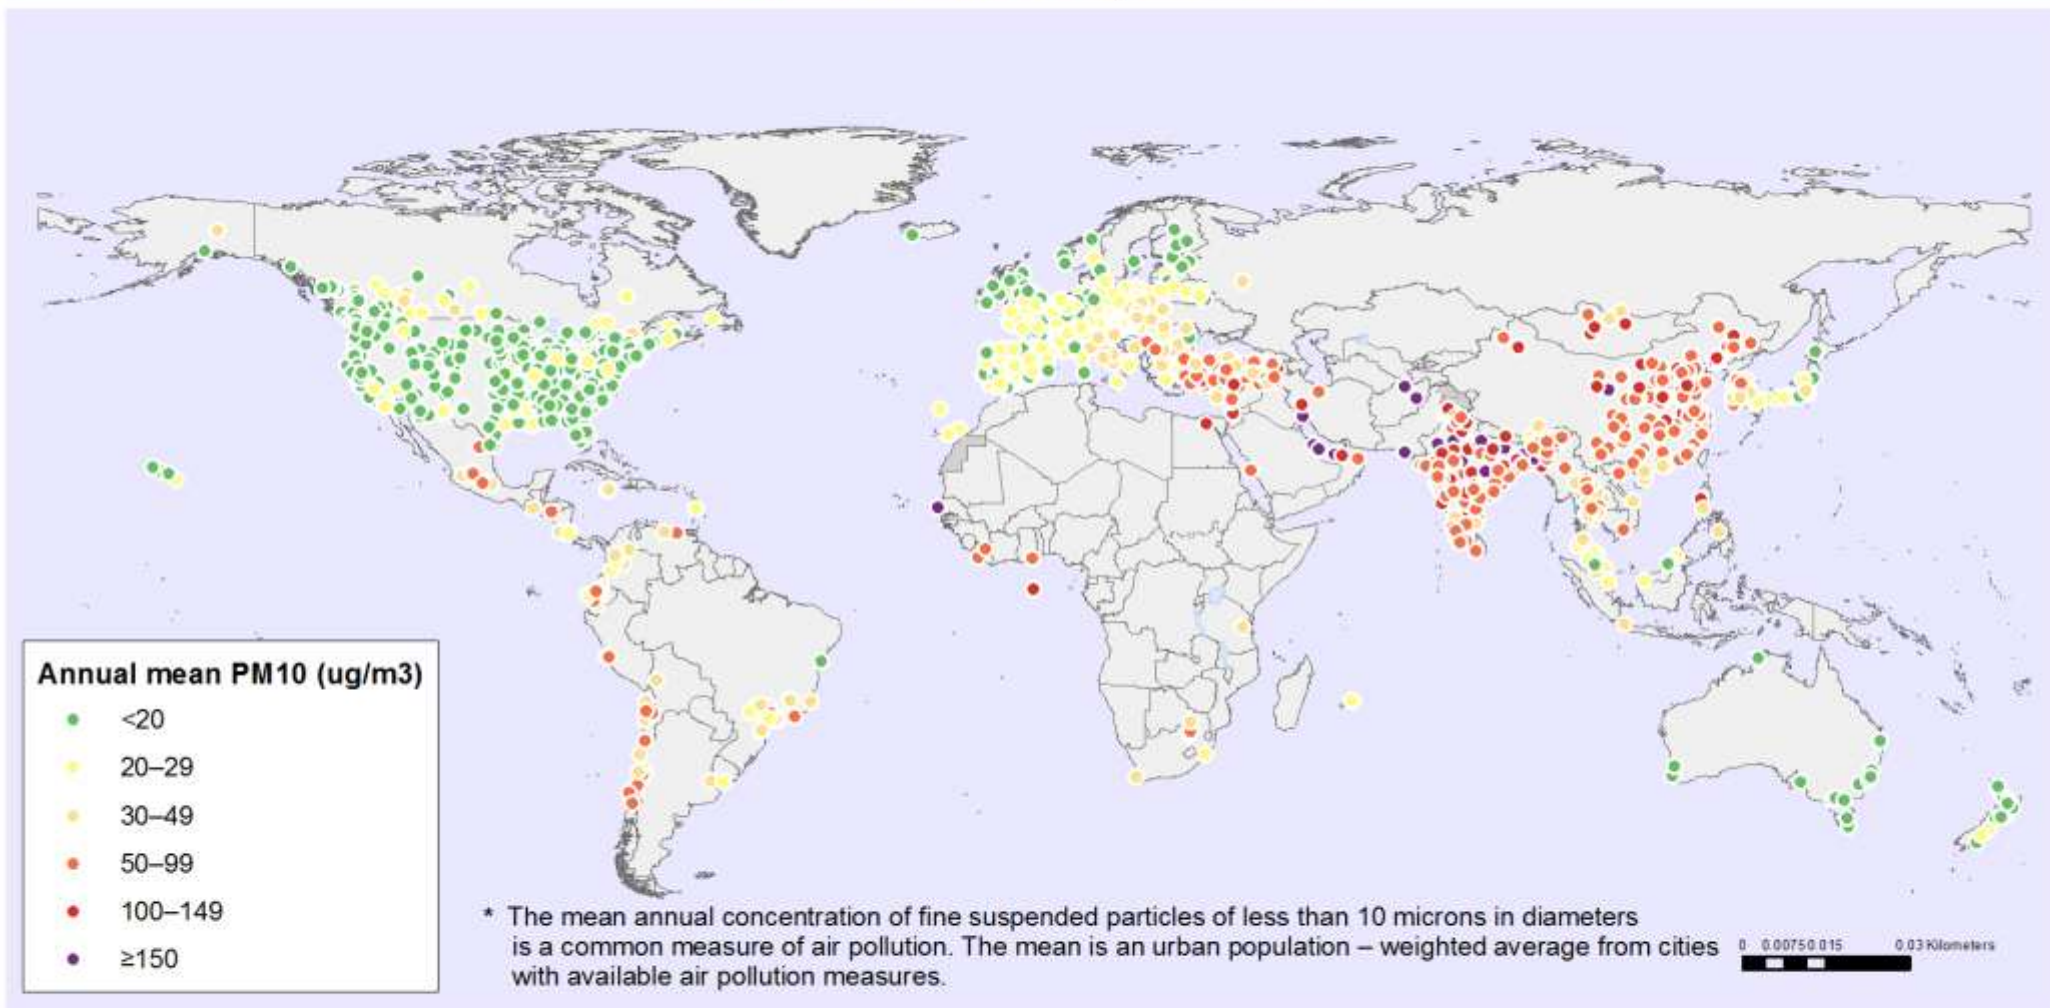 Annual mean PM10 (ug/m3)
<20
20–29
30–49
50–99
100–149
≥150
* The mean annual concentration of fine suspended particles of less than 10 microns in diameters
is a common measure of air pollution. The mean is an urban population – weighted average from cities
with available air pollution measures.
0 0.00750.015 0.03 Kilometers